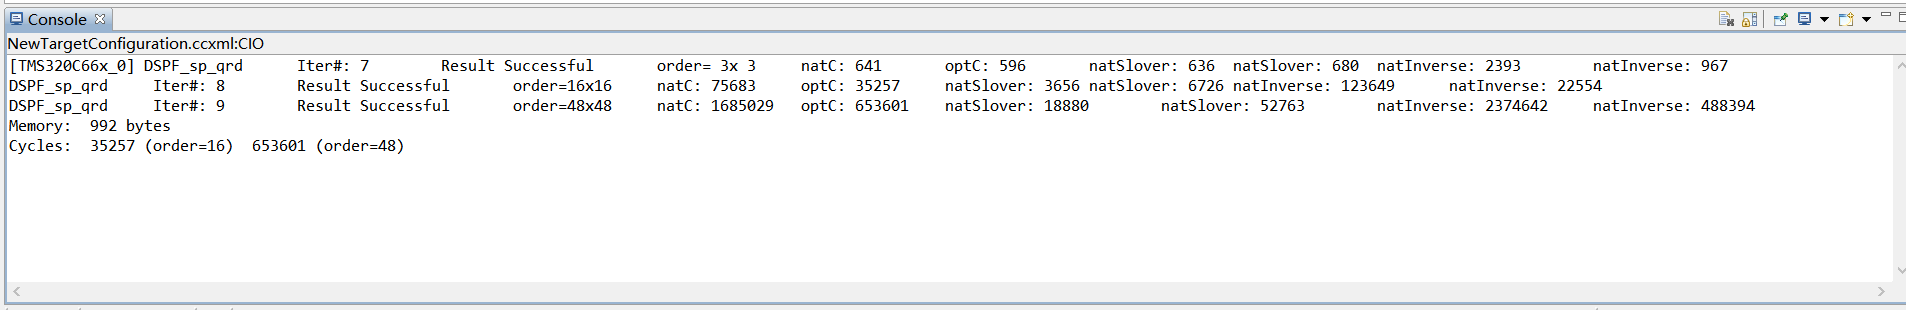 Console
NewTargetConfiguration.ccxml:CIO
[TMS320C66x_0] DSPF_sp_qrd Iter#: 7 Result Successful order= 3x 3 natC: 641 optC: 596 natSlover: 636 natSlover: 680 natInverse: 2393 natInverse: 967
DSPF_sp_qrd Iter#: 8 Result Successful order=16x16 natC: 75683 optC: 35257 natSlover: 3656 natSlover: 6726 natInverse: 123649 natInverse: 22554
DSPF_sp_qrd Iter#: 9 Result Successful order=48x48 natC: 1685029 optC: 653601 natSlover: 18880 natSlover: 52763 natInverse: 2374642 natInverse: 488394
Memory: 992 bytes
Cycles: 35257 (order=16) 653601 (order=48)